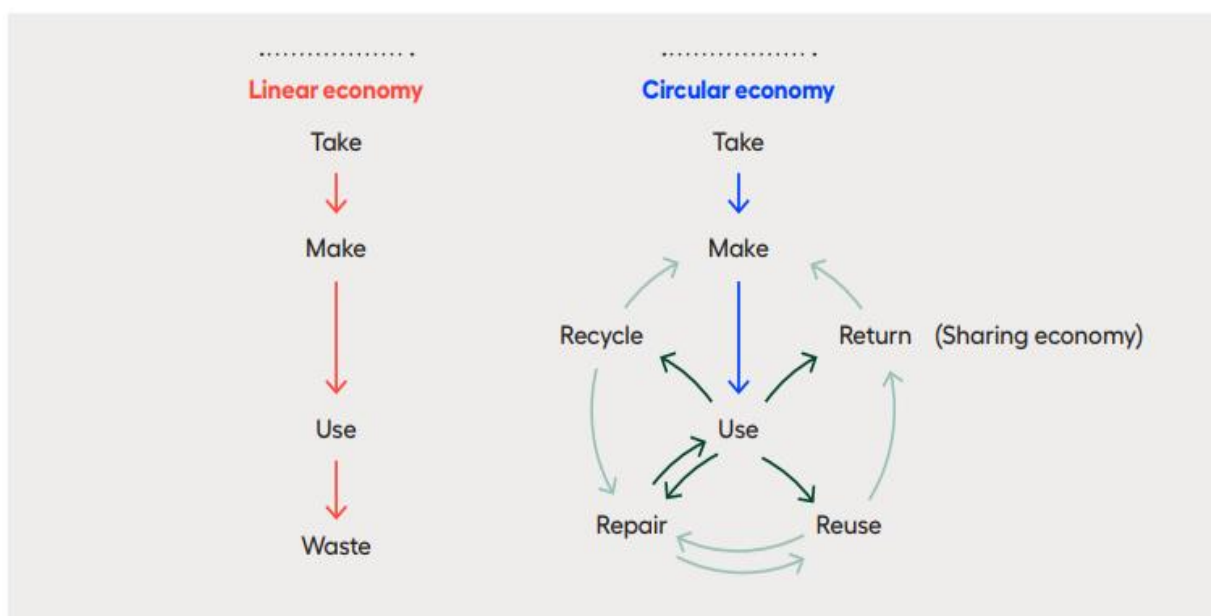 Linear economy
Take
Make
Use
Waste
Circular economy
Take
Make
Recycle
Return (Sharing economy)
Use
Repair
Reuse